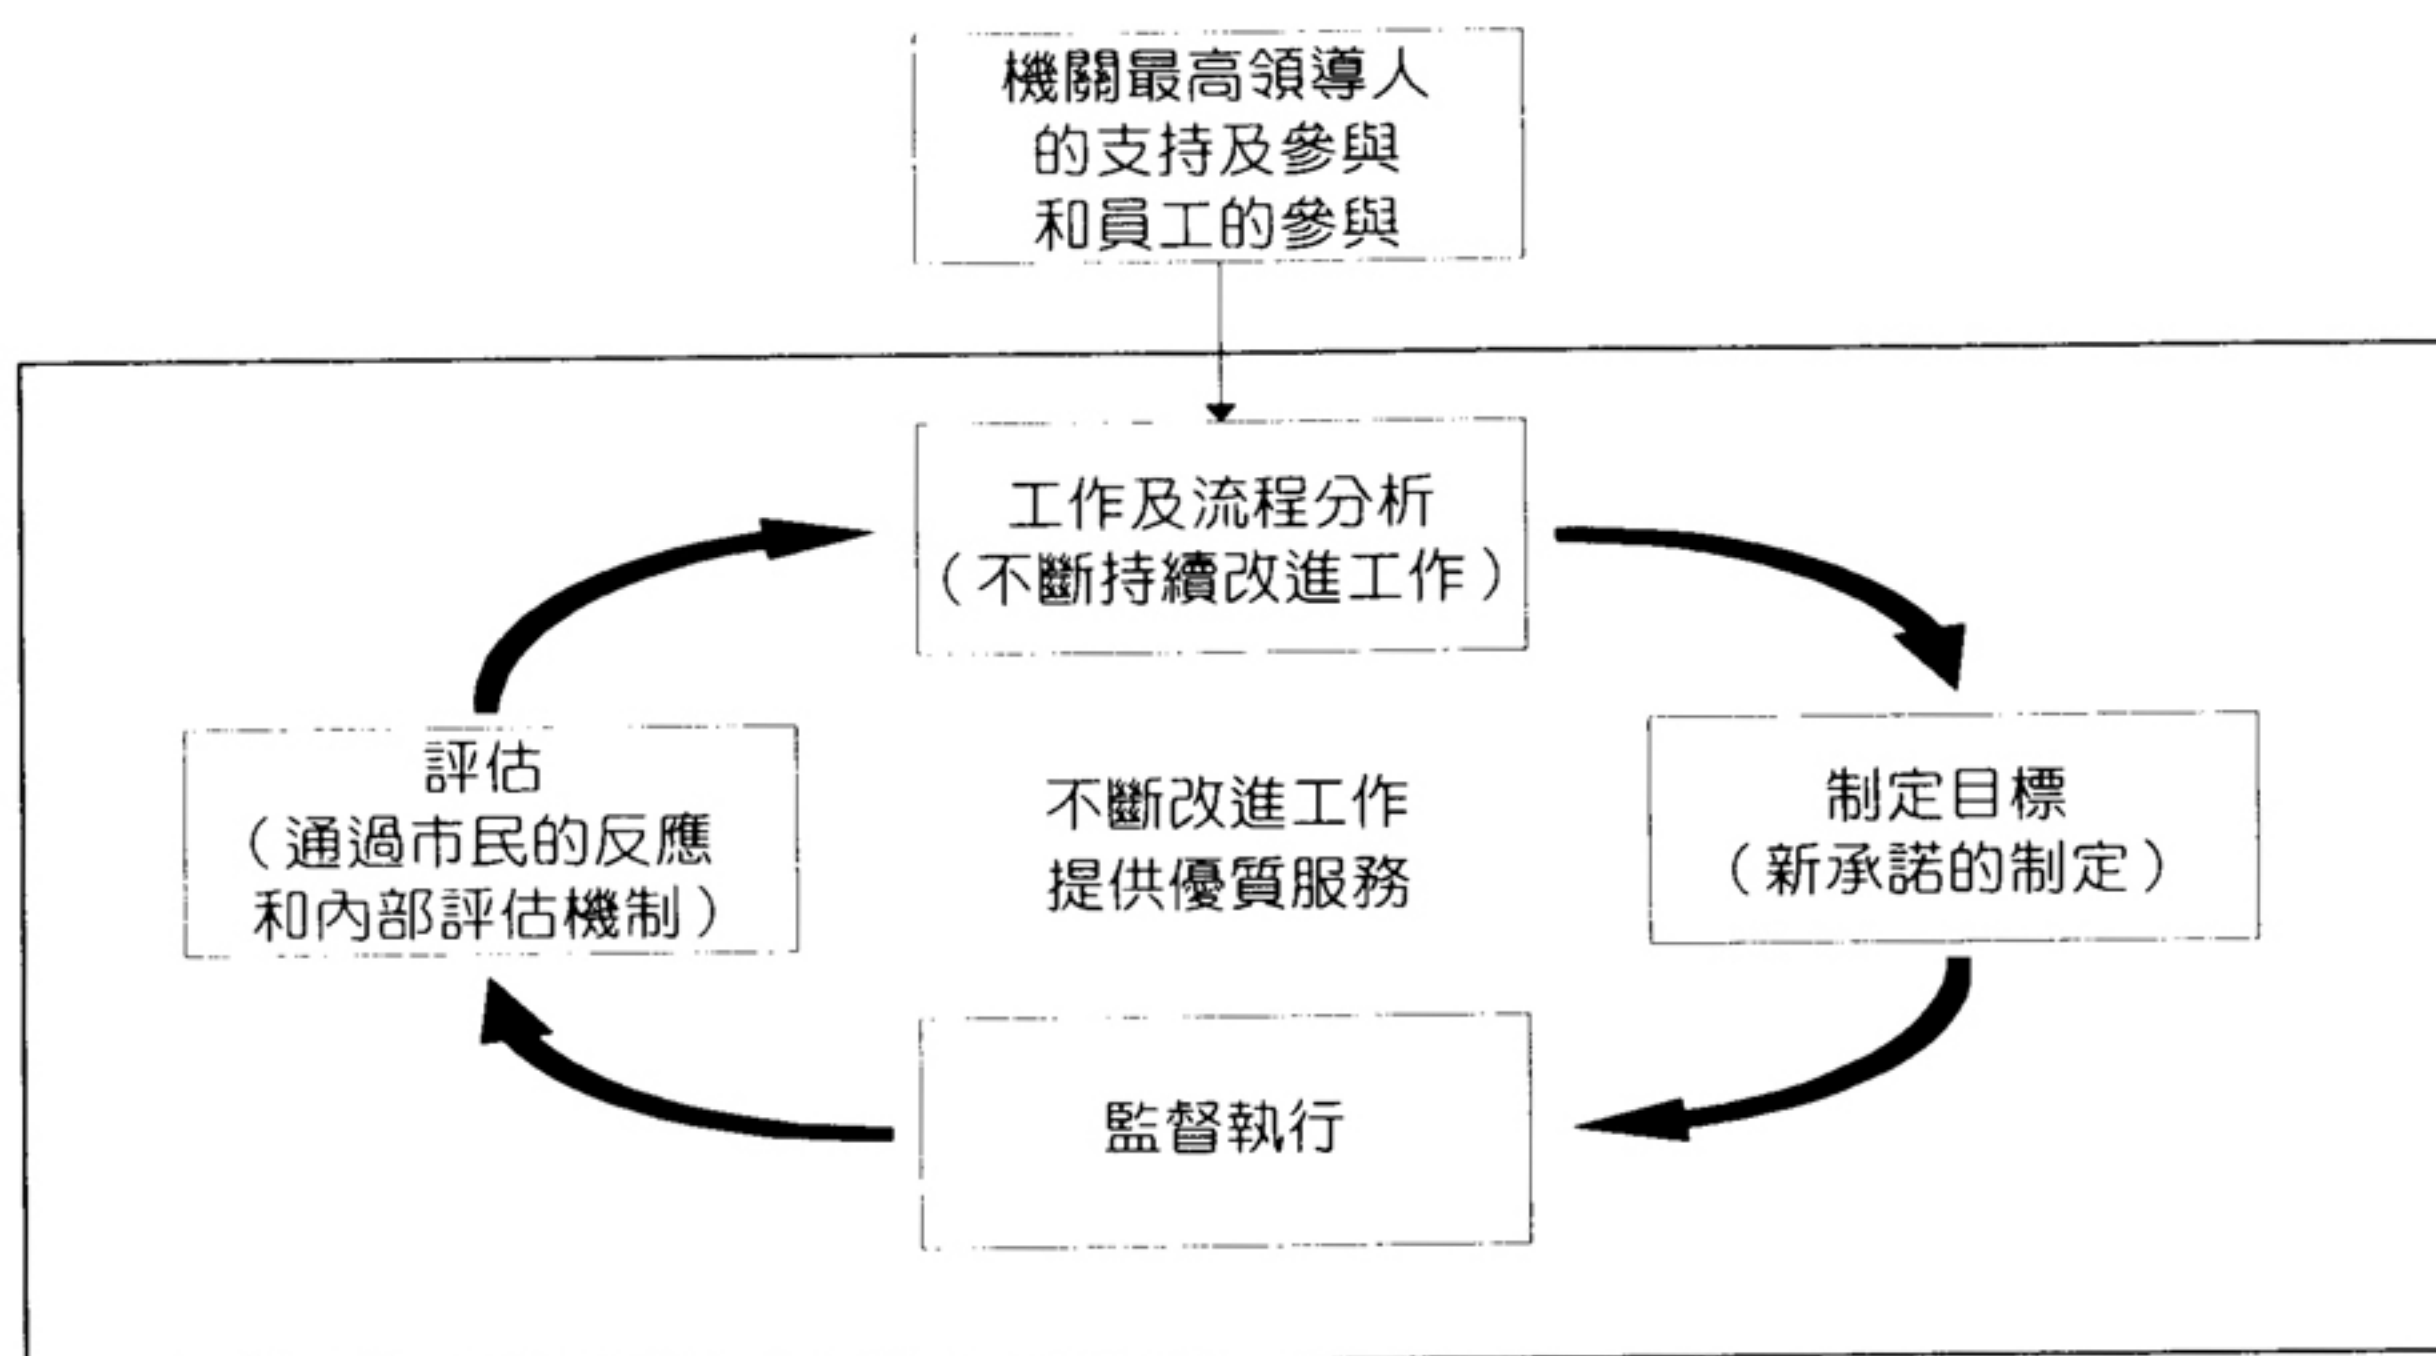 機關最高領導人
的支持及參與
和員工的參與
工作及流程分析
（不斷持續改進工作）
評估
（通過市民的反應
和內部評估機制）
不斷改進工作
提供優質服務
制定目標
（新承諾的制定）
監督執行